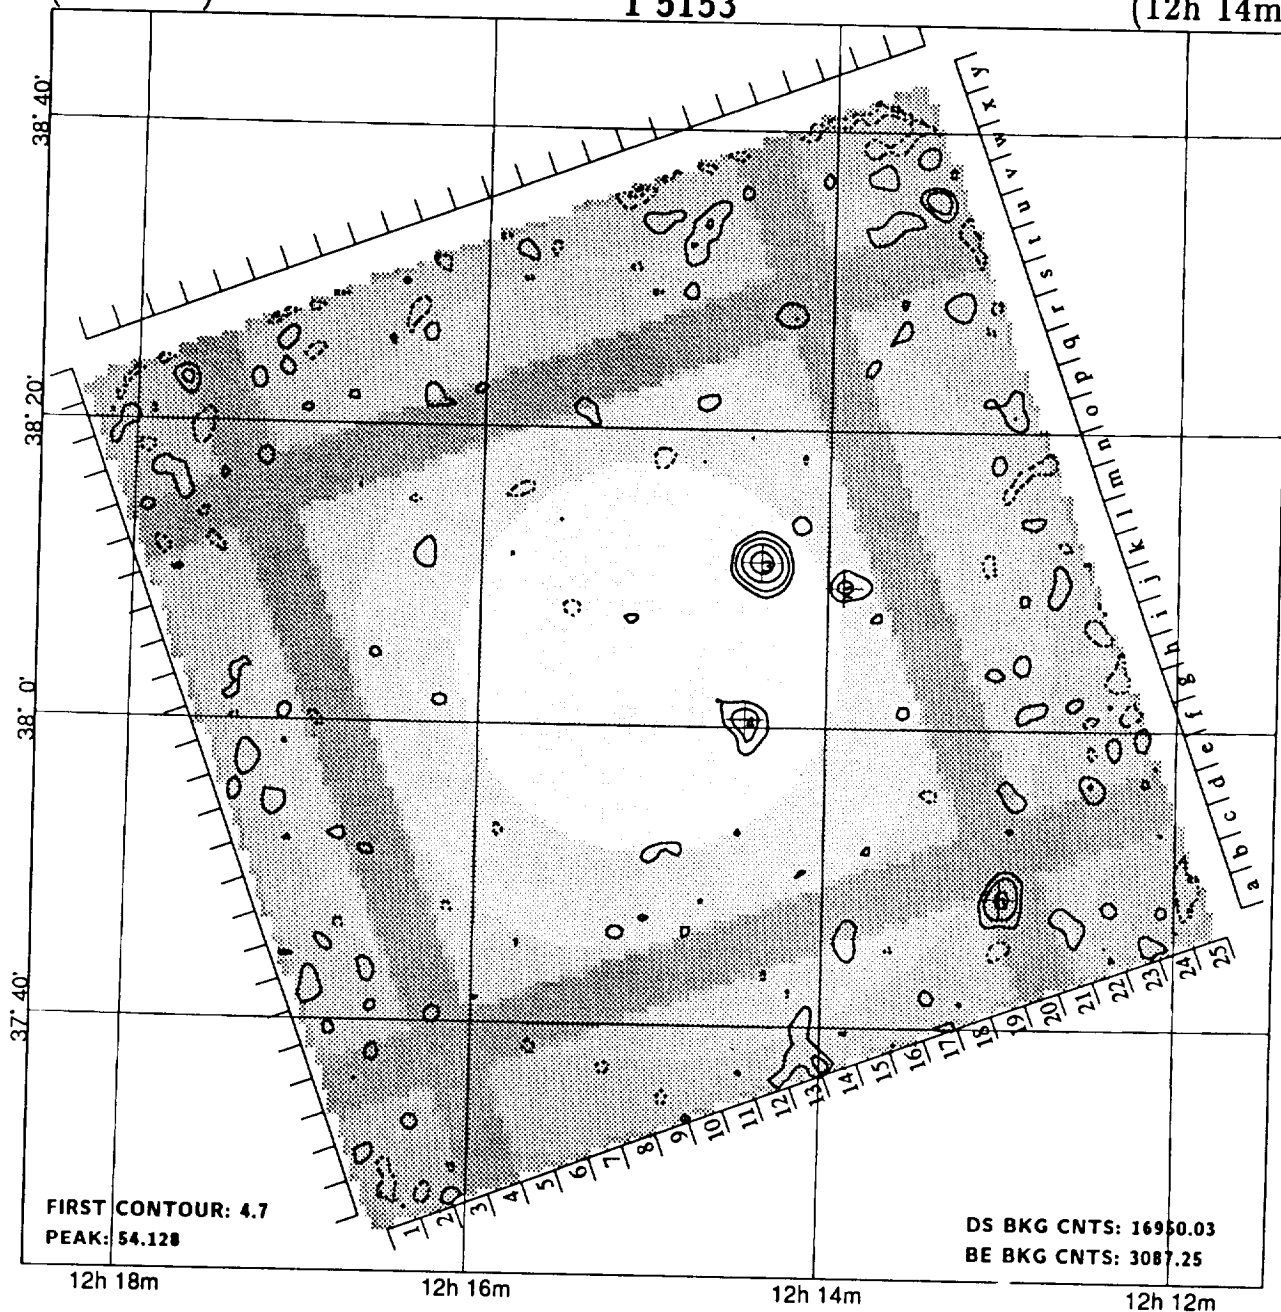 I 5153
(12h 14m
38° 40'
38° 20'
38° 0'
37° 40'
a b c d e f g h i j k l m n o p q r s t u v w x y
1 2 3 4 5 6 7 8 9 10 11 12 13 14 15 16 17 18 19 20 21 22 23 24 25
FIRST CONTOUR: 4.7
PEAK: 54.128
DS BKG CNTS: 16950.03
BE BKG CNTS: 3087.25
12h 18m
12h 16m
12h 14m
12h 12m